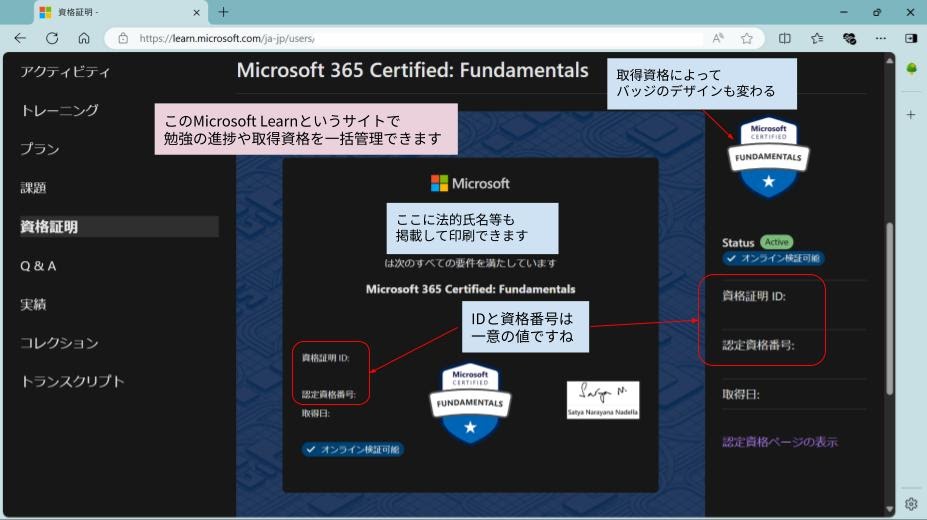 資格証明 -
https://learn.microsoft.com/ja-jp/users/
アクティビティ
トレーニング
プラン
課題
資格証明
Q & A
実績
コレクション
トランスクリプト
Microsoft 365 Certified: Fundamentals
このMicrosoft Learnというサイトで
勉強の進捗や取得資格を一括管理できます
Microsoft
ここに法的氏名等も
掲載して印刷できます
は次のすべての要件を満たしています
Microsoft 365 Certified: Fundamentals
IDと資格番号は
一意の値ですね
資格証明 ID:
認定資格番号:
取得日:
オンライン検証可能
Microsoft
CERTIFIED
FUNDAMENTALS
Satya N.
Satya Narayana Nadella
取得資格によって
バッジのデザインも変わる
Microsoft
CERTIFIED
FUNDAMENTALS
Status Active
オンライン検証可能
資格証明 ID:
認定資格番号:
取得日:
認定資格ページの表示